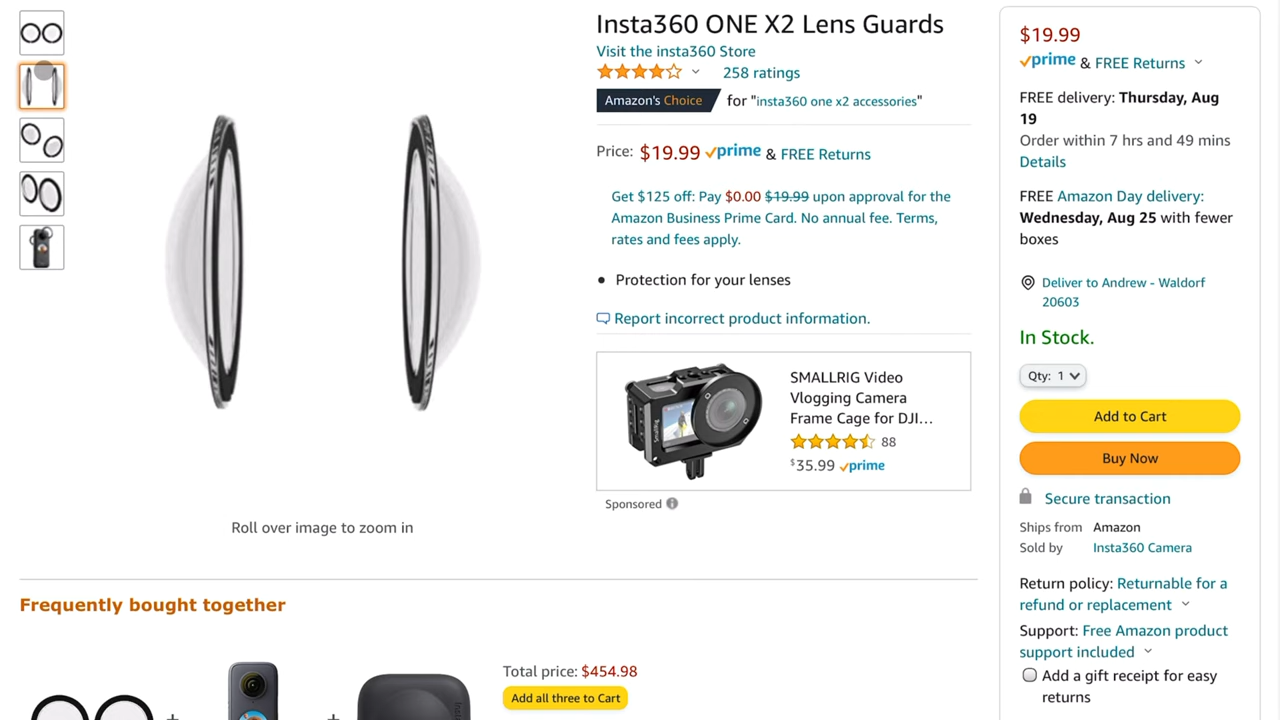 Insta360 ONE X2 Lens Guards
Visit the insta360 Store
258 ratings
Amazon's Choice for "insta360 one x2 accessories"
Price: $19.99 prime & FREE Returns
Get $125 off: Pay $0.00 $19.99 upon approval for the
Amazon Business Prime Card. No annual fee. Terms,
rates and fees apply.
• Protection for your lenses
Report incorrect product information.
SMALLRIG Video
Vlogging Camera
Frame Cage for DJI...
88
$35.99 prime
Sponsored
Roll over image to zoom in
Frequently bought together
Total price: $454.98
Add all three to Cart
$19.99
prime & FREE Returns
FREE delivery: Thursday, Aug
19
Order within 7 hrs and 49 mins
Details
FREE Amazon Day delivery:
Wednesday, Aug 25 with fewer
boxes
Deliver to Andrew - Waldorf
20603
In Stock.
Qty: 1
Add to Cart
Buy Now
Secure transaction
Ships from Amazon
Sold by Insta360 Camera
Return policy: Returnable for a
refund or replacement
Support: Free Amazon product
support included
Add a gift receipt for easy
returns